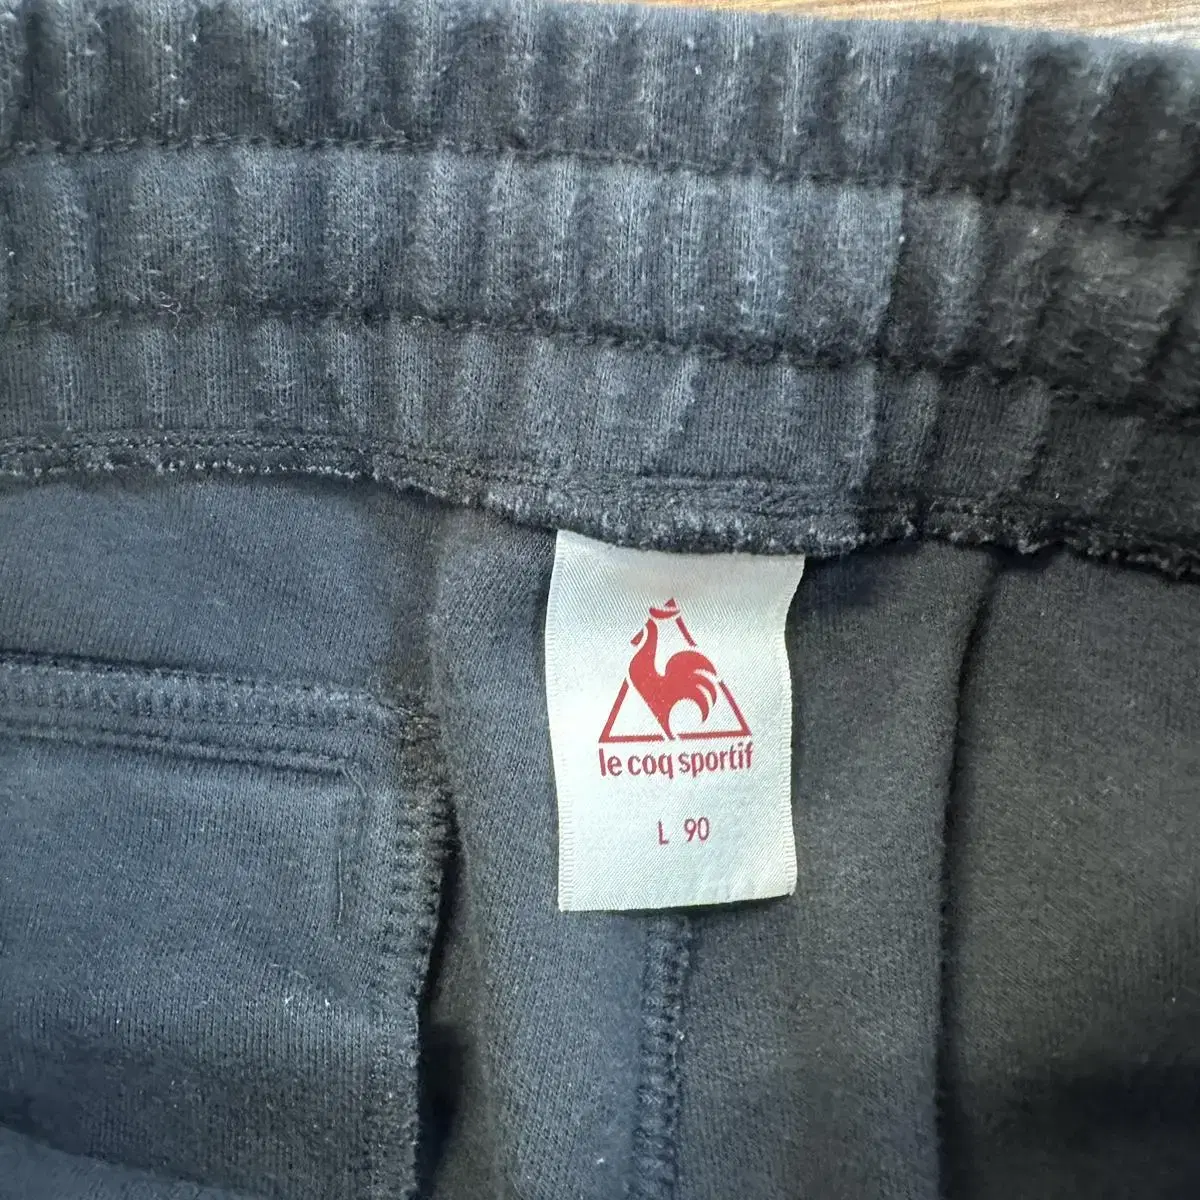 le coq sportif
L 90